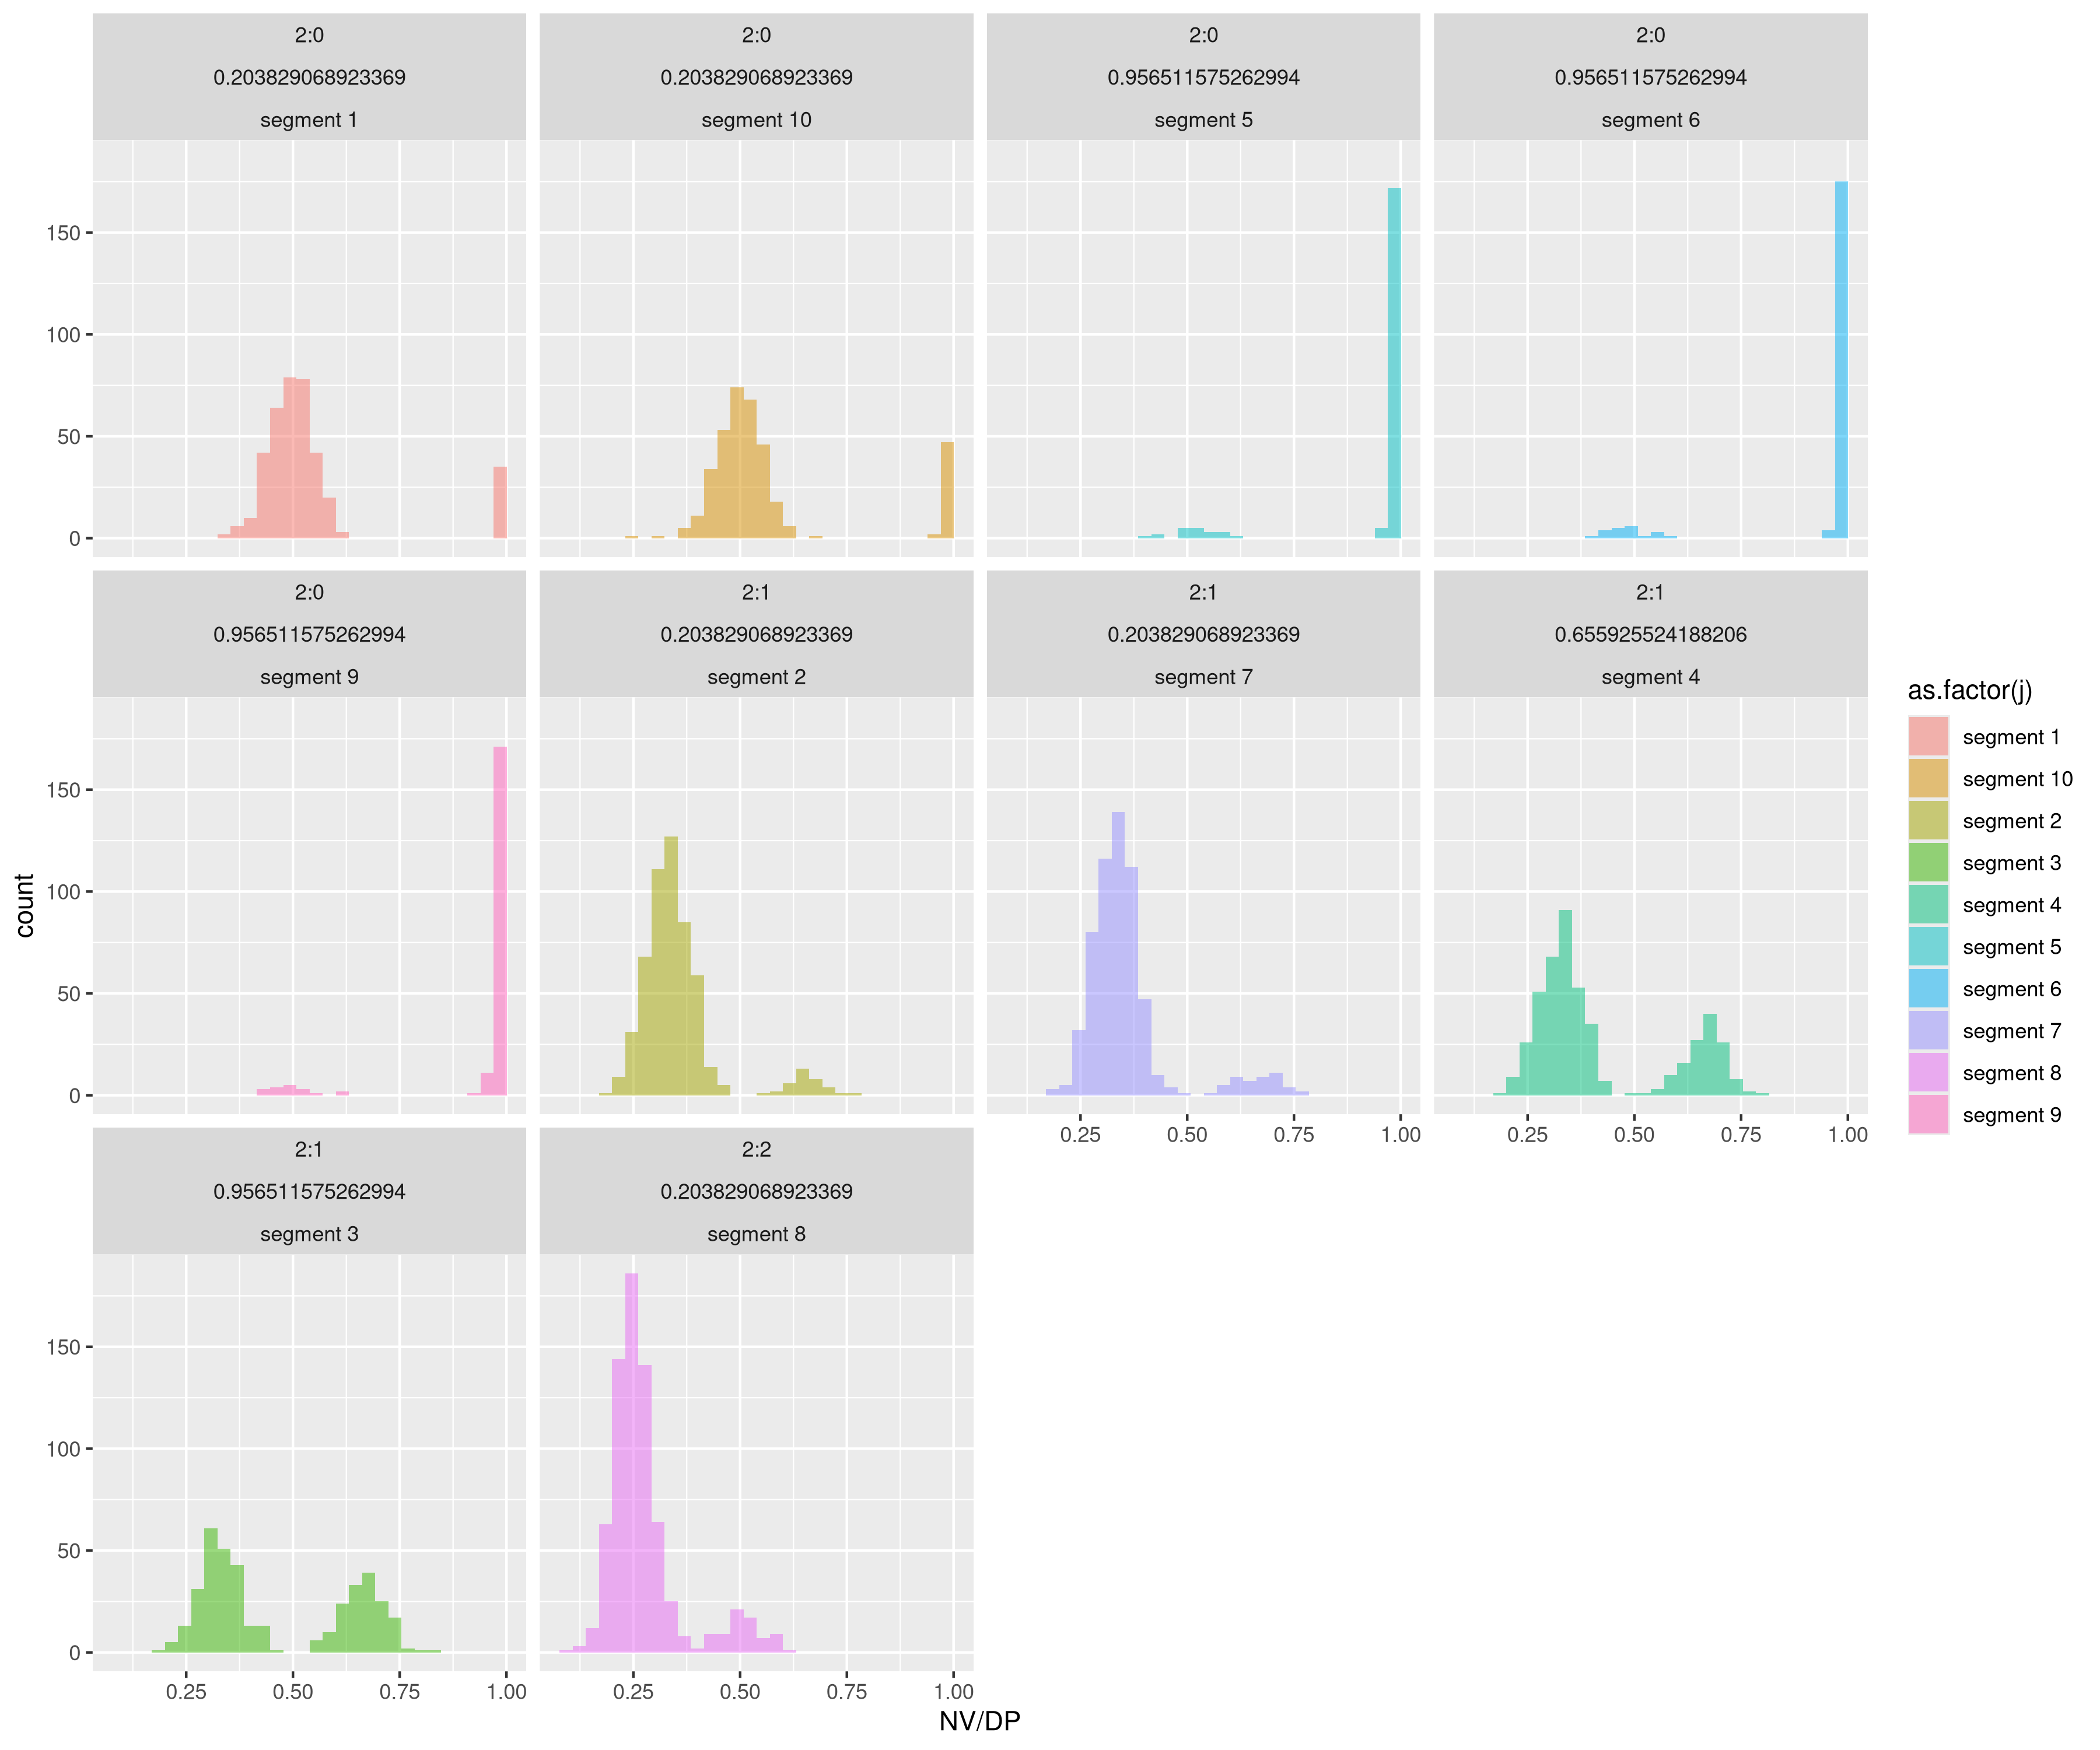 2:0
0.203829068923369
segment 1
2:0
0.203829068923369
segment 10
2:0
0.956511575262994
segment 5
2:0
0.956511575262994
segment 6
150
100
50
0
2:0
0.956511575262994
segment 9
2:1
0.203829068923369
segment 2
2:1
0.203829068923369
segment 7
2:1
0.655925524188206
segment 4
150
100
50
0
0.25 0.50 0.75 1.00
0.25 0.50 0.75 1.00
2:1
0.956511575262994
segment 3
2:2
0.203829068923369
segment 8
150
100
50
0
0.25 0.50 0.75 1.00
0.25 0.50 0.75 1.00
NV/DP
count
as.factor(j)
segment 1
segment 10
segment 2
segment 3
segment 4
segment 5
segment 6
segment 7
segment 8
segment 9